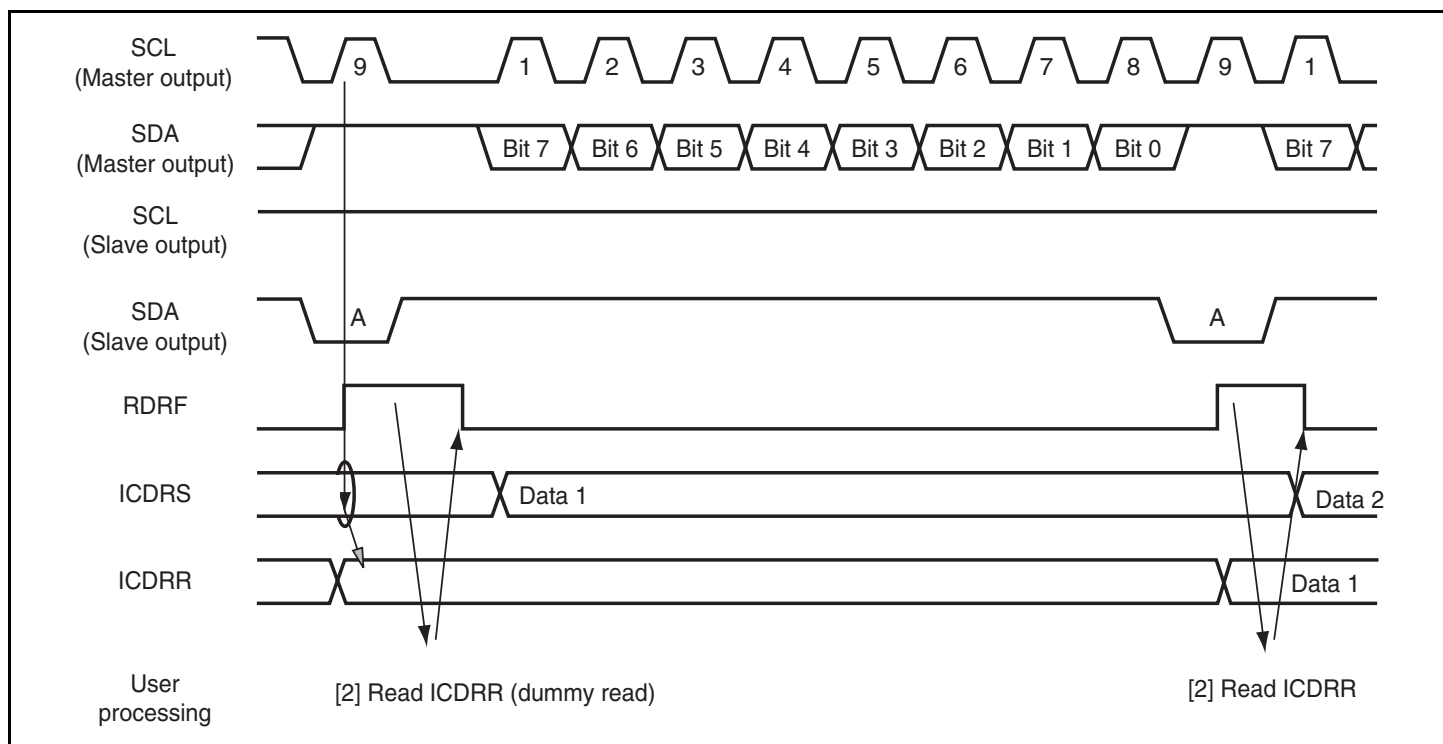 SCL
(Master output)
9 1 2 3 4 5 6 7 8 9 1
SDA
(Master output)
Bit 7 Bit 6 Bit 5 Bit 4 Bit 3 Bit 2 Bit 1 Bit 0 Bit 7
SCL
(Slave output)
SDA
(Slave output)
A A
RDRF
ICDRS
Data 1 Data 2
ICDRR
Data 1
User
processing
[2] Read ICDRR (dummy read) [2] Read ICDRR